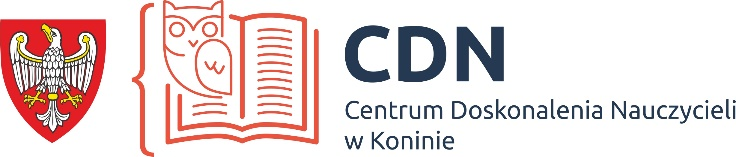 CDN
Centrum Doskonalenia Nauczycieli
w Koninie